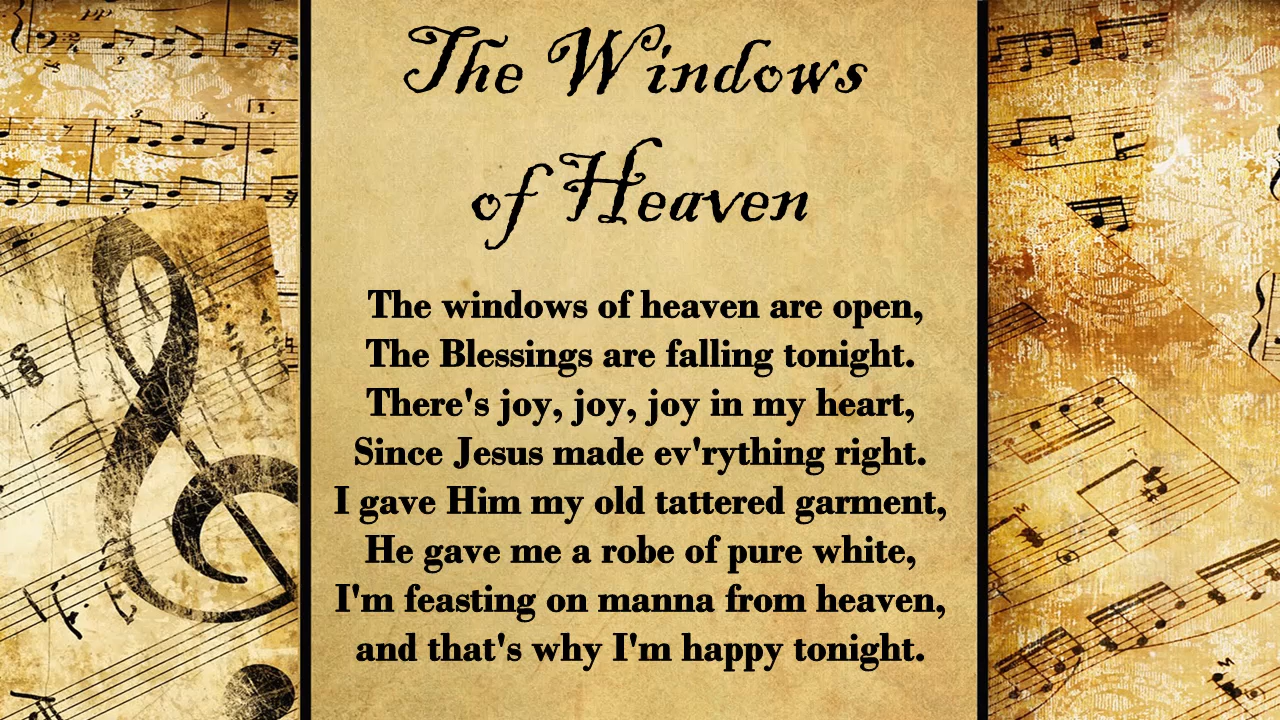 The Windows
of Heaven
The windows of heaven are open,
The Blessings are falling tonight.
There's joy, joy, joy in my heart,
Since Jesus made ev'rything right.
I gave Him my old tattered garment,
He gave me a robe of pure white,
I'm feasting on manna from heaven,
and that's why I'm happy tonight.